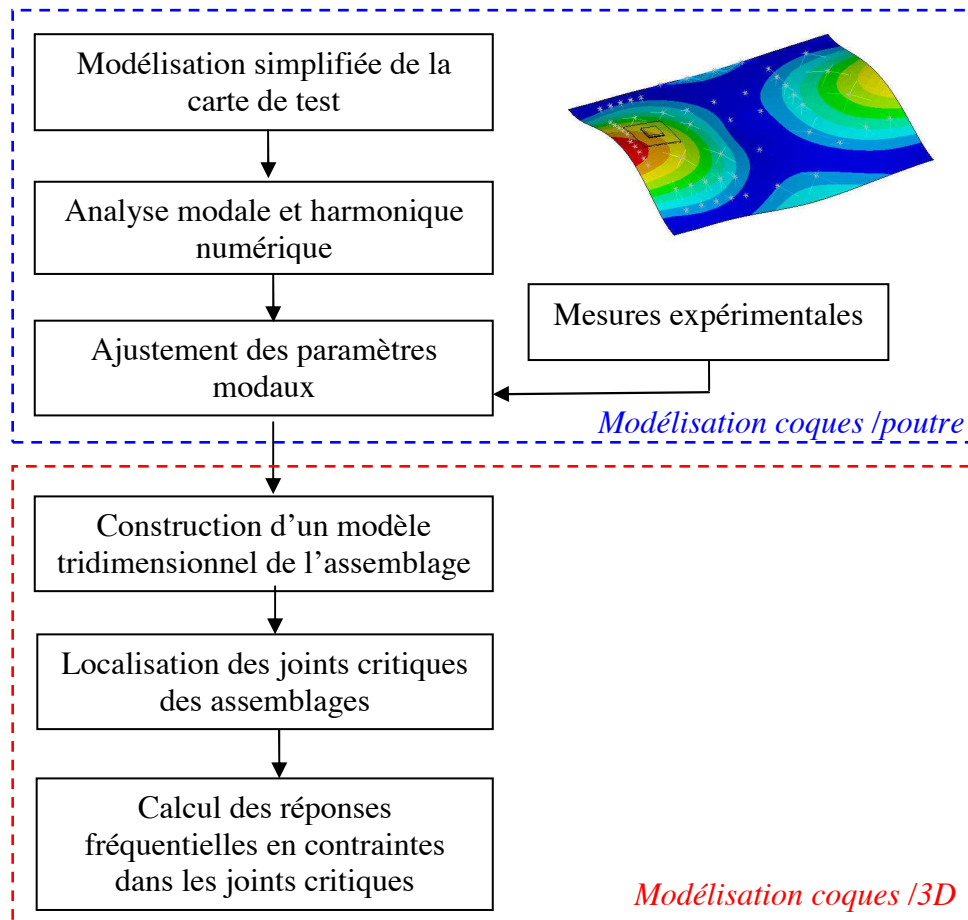 Modélisation simplifiée de la
carte de test
Analyse modale et harmonique
numérique
Mesures expérimentales
Ajustement des paramètres
modaux
Modélisation coques /poutre
Construction d'un modèle
tridimensionnel de l'assemblage
Localisation des joints critiques
des assemblages
Calcul des réponses
fréquentielles en contraintes
dans les joints critiques
Modélisation coques /3D